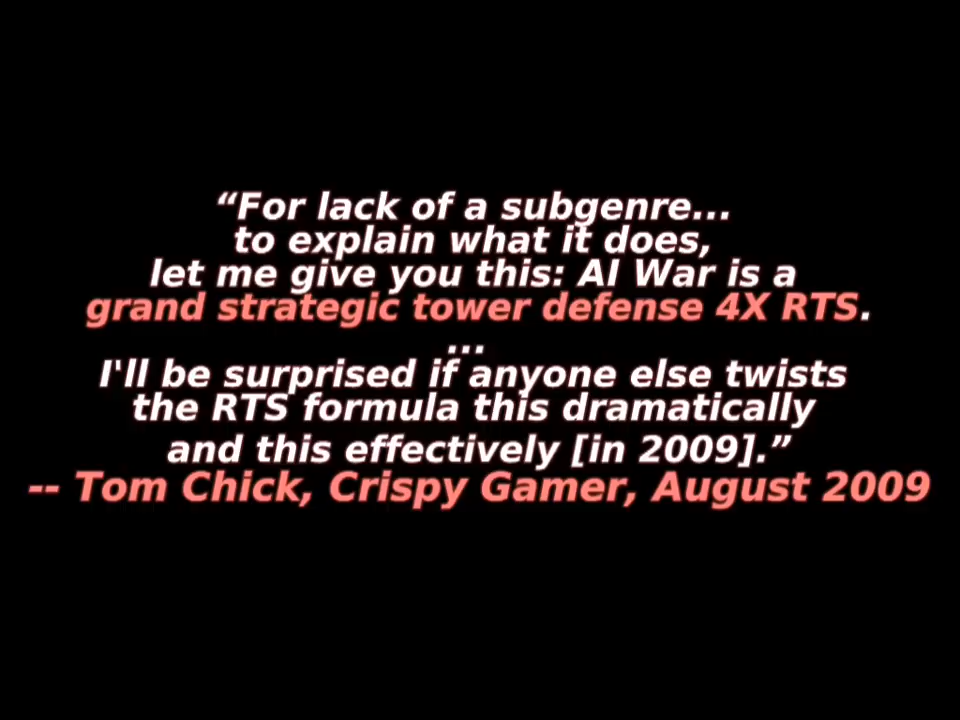 “For lack of a subgenre...
to explain what it does,
let me give you this: AI War is a
grand strategic tower defense 4X RTS.
...
I'll be surprised if anyone else twists
the RTS formula this dramatically
and this effectively [in 2009].”
-- Tom Chick, Crispy Gamer, August 2009